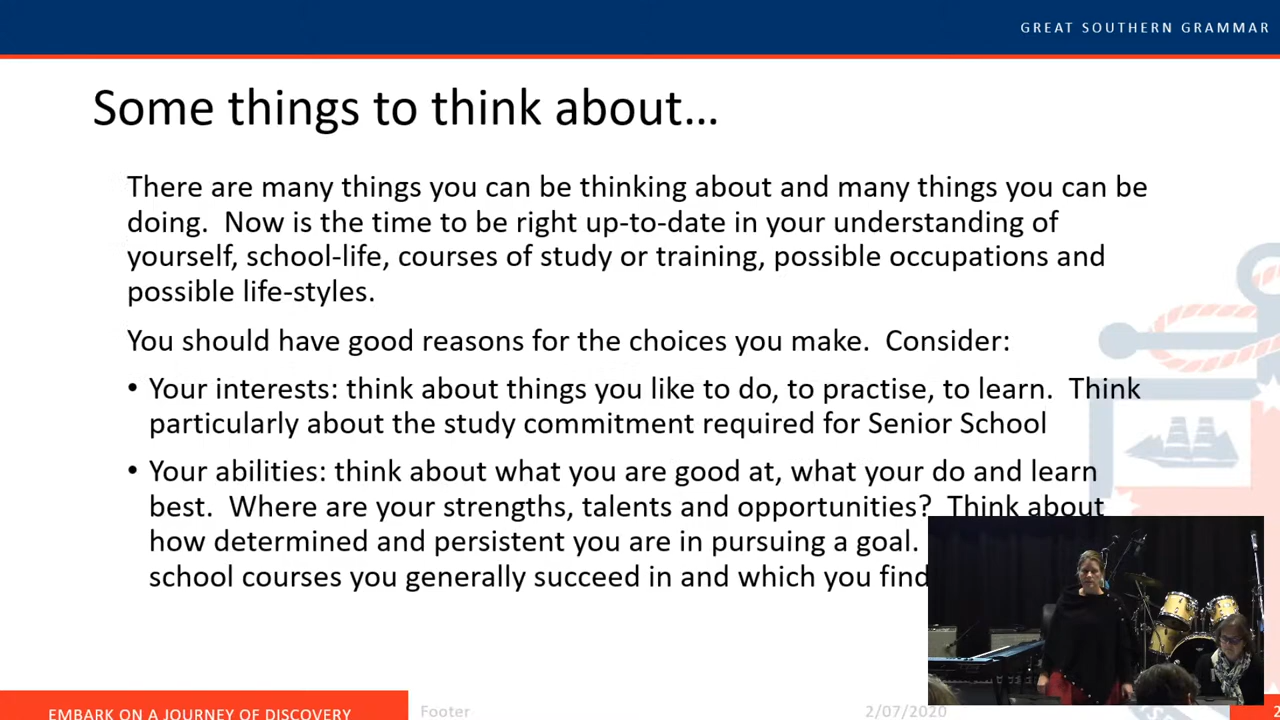 GREAT SOUTHERN GRAMMAR
Some things to think about…
There are many things you can be thinking about and many things you can be
doing.  Now is the time to be right up-to-date in your understanding of
yourself, school-life, courses of study or training, possible occupations and
possible life-styles.
You should have good reasons for the choices you make.  Consider:
• Your interests: think about things you like to do, to practise, to learn.  Think
particularly about the study commitment required for Senior School
• Your abilities: think about what you are good at, what your do and learn
best.  Where are your strengths, talents and opportunities?  Think about
how determined and persistent you are in pursuing a goal.
school courses you generally succeed in and which you find
EMBARK ON A JOURNEY OF DISCOVERY
Footer
2/07/2020
2